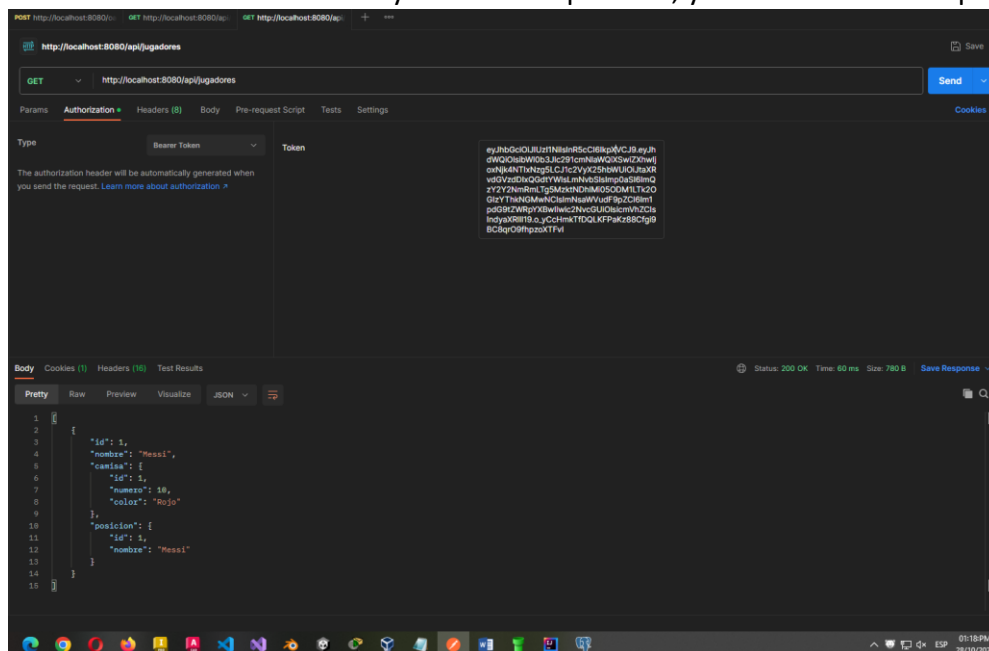 POST http://localhost:8080/o GET http://localhost:8080/api GET http://localhost:8080/api
http://localhost:8080/api/jugadores
Save
GET http://localhost:8080/api/jugadores
Send
Params Authorization Headers (8) Body Pre-request Script Tests Settings
Cookies
Type Bearer Token Token
The authorization header will be automatically generated when
you send the request. Learn more about authorization ↗
Body Cookies (1) Headers (16) Test Results
Status: 200 OK Time: 60 ms Size: 780 B Save Response
Pretty Raw Preview Visualize JSON
1 [
2 {
3 "id": 1,
4 "nombre": "Messi",
5 "camisa": {
6 "id": 1,
7 "numero": 10,
8 "color": "Rojo"
9 },
10 "posicion": {
11 "id": 1,
12 "nombre": "Messi"
13 }
14 }
15 ]
ESP
01:18 PM